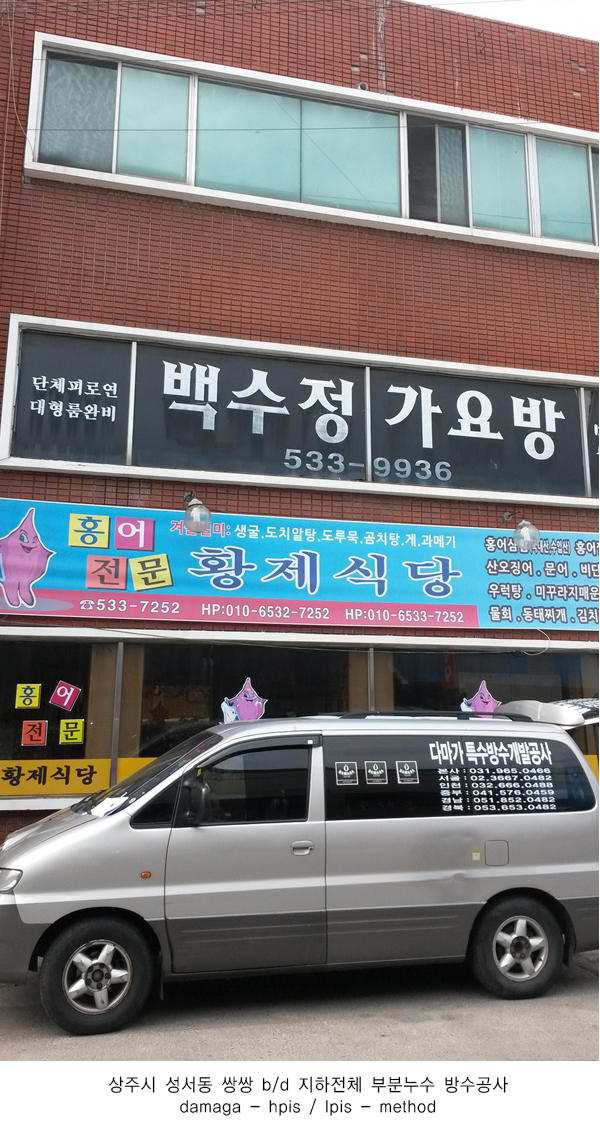 단체피로연
대형룸완비
백수정 가요방
533-9936
홍어
전문
겨울별미: 생굴.도치알탕.도루묵.곰치탕.게.과메기
황제식당
☎533-7252 HP:010-6532-7252 HP:010-6533-7252
산오징어 . 문어 . 비단
우럭탕 . 미꾸라지매운
물회 . 동태찌개 . 김치
홍어
전문
황제식당
다마가 특수방수개발공사
본사 : 031.965.0466
서울 : 02.3667.0482
인천 : 032.666.0488
중부 : 041.576.0459
경남 : 051.852.0482
경북 : 053.653.0482
상주시 성서동 쌍쌍 b/d 지하전체 부분누수 방수공사
damaga - hpis / lpis - method